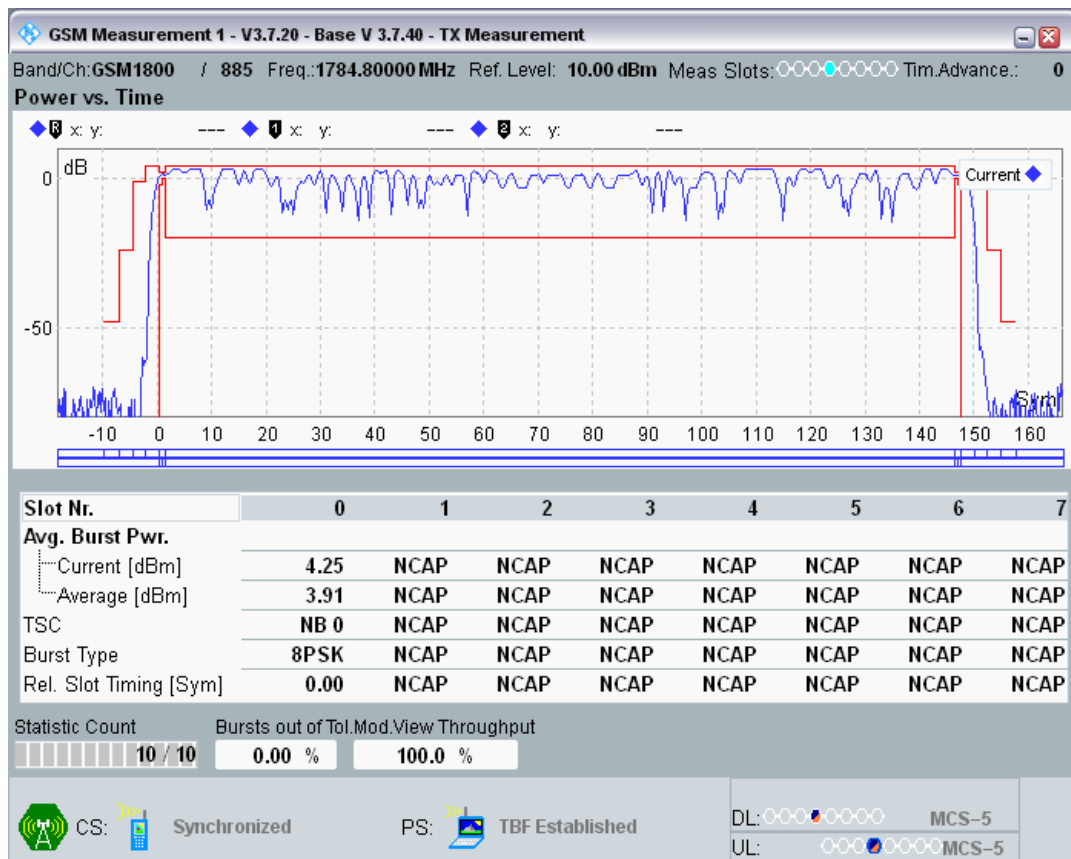 GSM Measurement 1 - V3.7.20 - Base V 3.7.40 - TX Measurement
Band/Ch:GSM1800 / 885 Freq.:1784.80000 MHz Ref. Level: 10.00 dBm Meas Slots: Tim.Advance.: 0
Power vs. Time
R x: y: --- 1 x: y: --- 2 x: y: ---
dB
Current
0
-50
Sym
-10 0 10 20 30 40 50 60 70 80 90 100 110 120 130 140 150 160
Slot Nr. 0 1 2 3 4 5 6 7
Avg. Burst Pwr.
Current [dBm] 4.25 NCAP NCAP NCAP NCAP NCAP NCAP NCAP
Average [dBm] 3.91 NCAP NCAP NCAP NCAP NCAP NCAP NCAP
TSC NB 0 NCAP NCAP NCAP NCAP NCAP NCAP NCAP
Burst Type 8PSK NCAP NCAP NCAP NCAP NCAP NCAP NCAP
Rel. Slot Timing [Sym] 0.00 NCAP NCAP NCAP NCAP NCAP NCAP NCAP
Statistic Count Bursts out of Tol.Mod.View Throughput
10 / 10 0.00 % 100.0 %
CS: Synchronized PS: TBF Established DL: MCS-5
UL: MCS-5